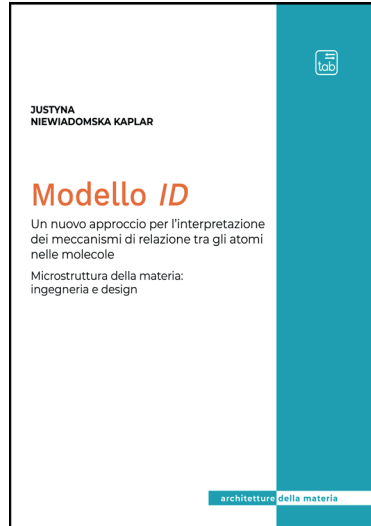 tab
JUSTYNA
NIEWIADOMSKA KAPLAR
Modello ID
Un nuovo approccio per l'interpretazione
dei meccanismi di relazione tra gli atomi
nelle molecole
Microstruttura della materia:
ingegneria e design
architetture della materia